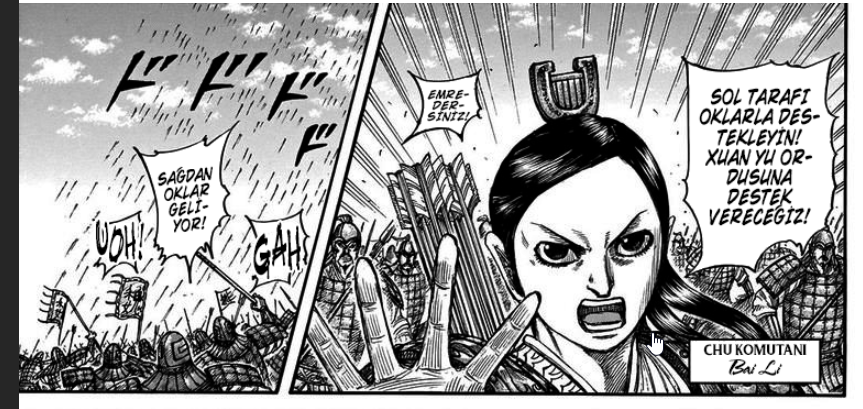 SOL TARAFI
OKLARLA DES-
TEKLEYİN!
XUAN YU OR-
DUSUNA
DESTEK
VERECEĞİZ!
EMRE-
DER-
SİNİZ!
CHU KOMUTANI
Bai Li
ドドドド
SAĞDAN
OKLAR
GELİ-
YOR!
GAH!
UOH!